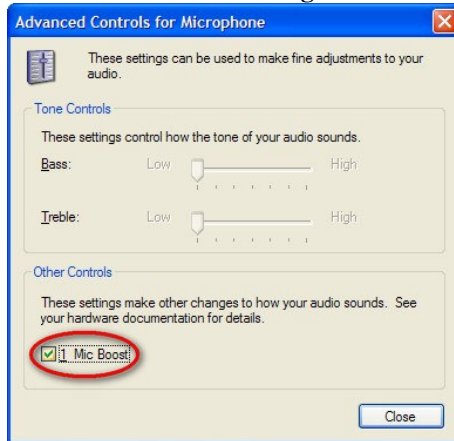 Advanced Controls for Microphone
These settings can be used to make fine adjustments to your
audio.
Tone Controls
These settings control how the tone of your audio sounds.
Bass: Low High
Treble: Low High
Other Controls
These settings make other changes to how your audio sounds. See
your hardware documentation for details.
1 Mic Boost
Close